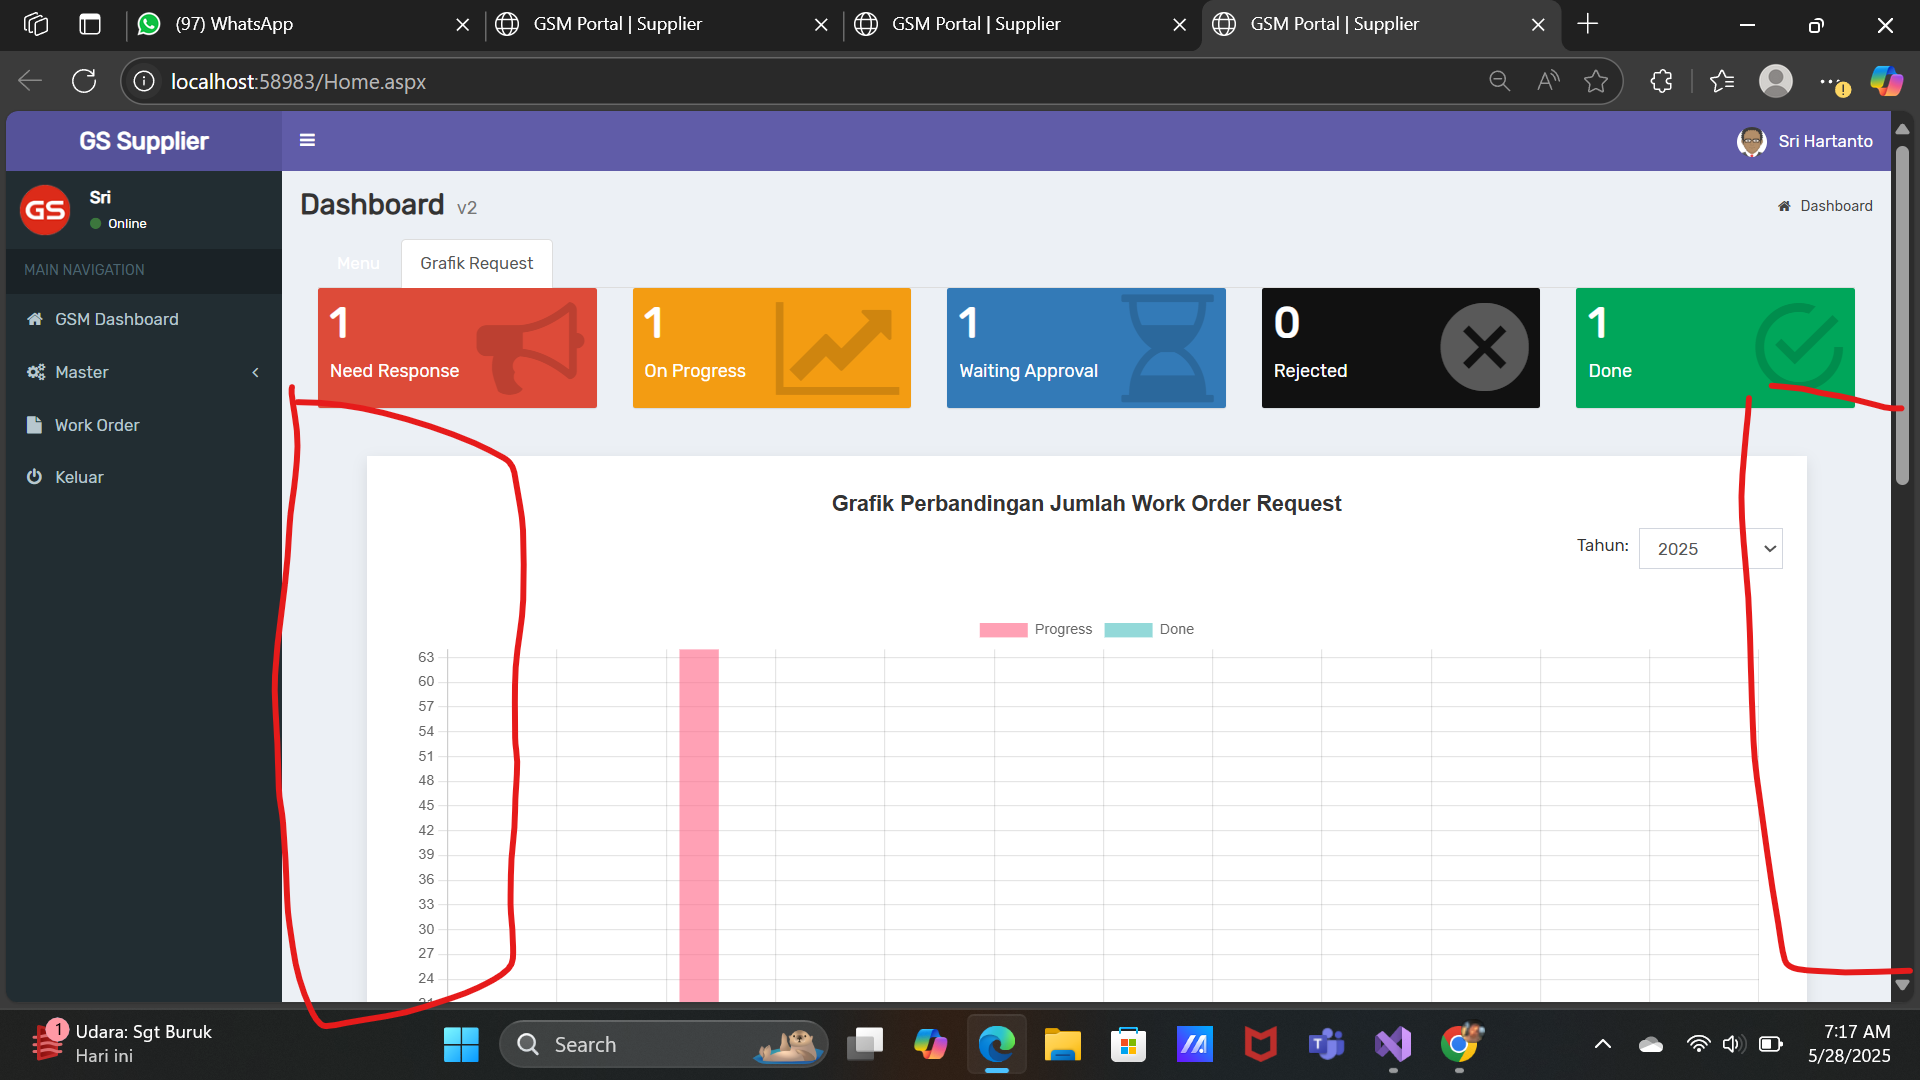 (97) WhatsApp
GSM Portal | Supplier
GSM Portal | Supplier
GSM Portal | Supplier
localhost:58983/Home.aspx
GS Supplier
Sri Hartanto
GS
Sri
Online
Dashboard v2
Dashboard
MAIN NAVIGATION
GSM Dashboard
Master
Work Order
Keluar
Menu
Grafik Request
1
Need Response
1
On Progress
1
Waiting Approval
0
Rejected
1
Done
Grafik Perbandingan Jumlah Work Order Request
Tahun: 2025
Progress Done
63
60
57
54
51
48
45
42
39
36
33
30
27
24
21
1
Udara: Sgt Buruk
Hari ini
Search
7:17 AM
5/28/2025